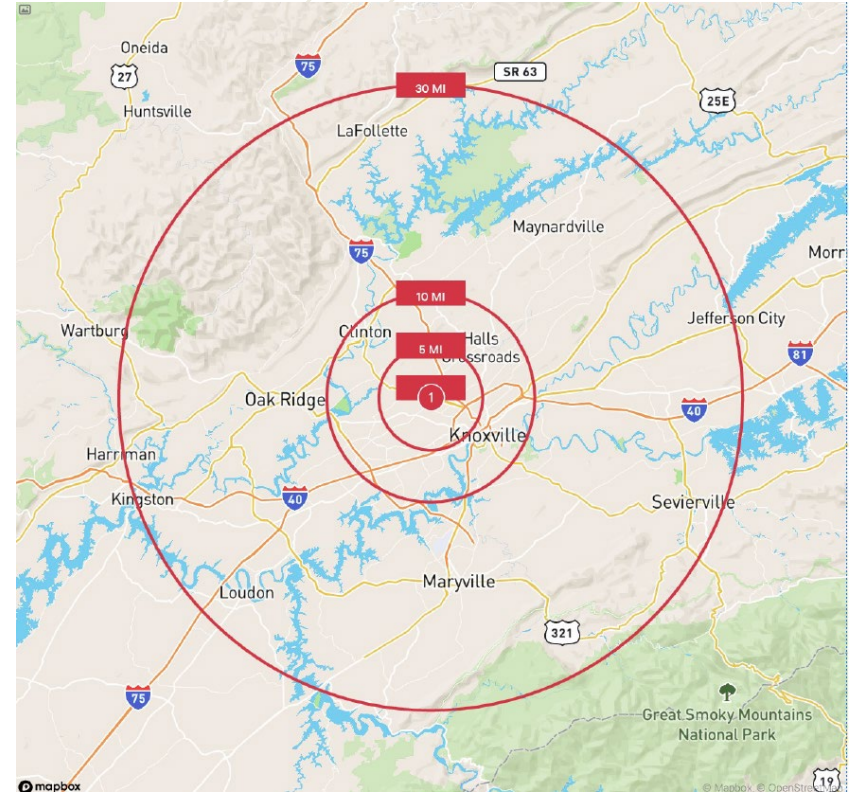 Oneida
75
SR 63
27
30 MI
25E
Huntsville
LaFollette
Maynardville
75
Morr
10 MI
Jefferson City
Wartburg
Clinton
Halls
Crossroads
5 MI
81
1
Oak Ridge
40
Knoxville
Harriman
Kingston
40
Sevierville
Maryville
Loudon
321
75
Great Smoky Mountains
National Park
19
mapbox
© Mapbox © OpenStreetMap